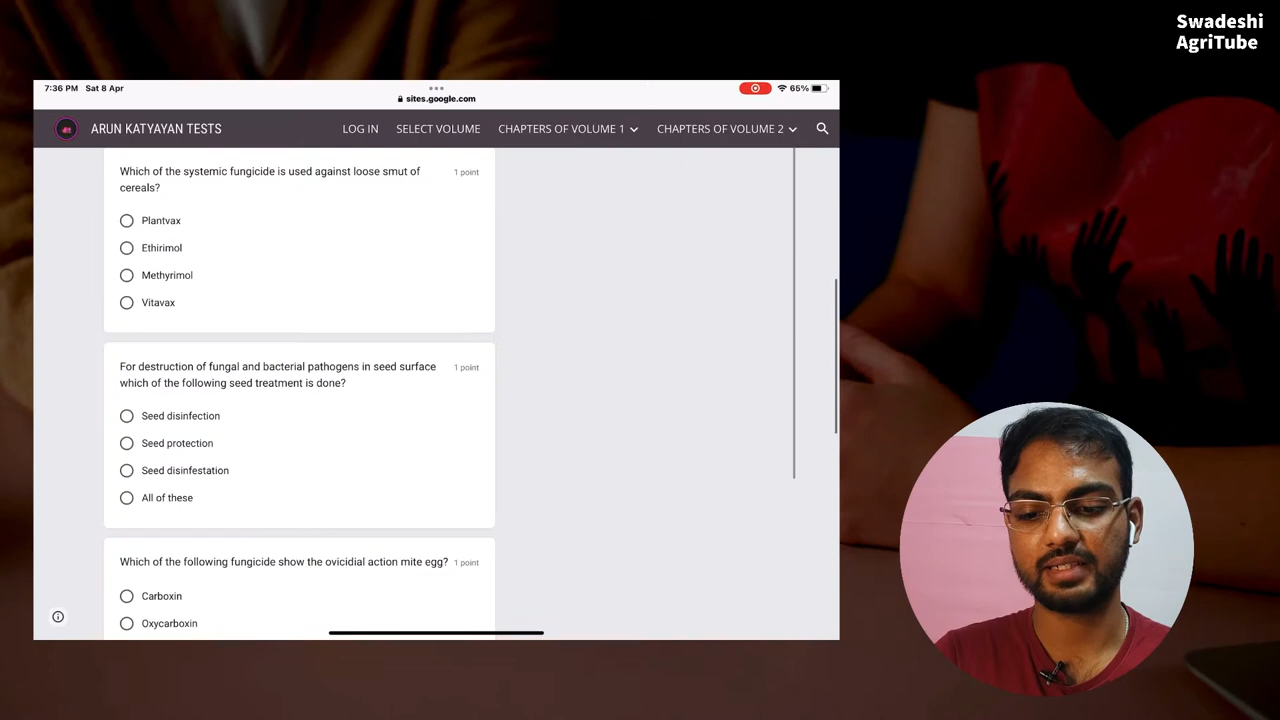 Swadeshi
AgriTube
7:36 PM Sat 8 Apr
65%
sites.google.com
ARUN KATYAYAN TESTS
LOG IN
SELECT VOLUME
CHAPTERS OF VOLUME 1
CHAPTERS OF VOLUME 2
Which of the systemic fungicide is used against loose smut of
cereals?
1 point
Plantvax
Ethirimol
Methyrimol
Vitavax
For destruction of fungal and bacterial pathogens in seed surface
which of the following seed treatment is done?
1 point
Seed disinfection
Seed protection
Seed disinfestation
All of these
Which of the following fungicide show the ovicidial action mite egg?
1 point
Carboxin
Oxycarboxin